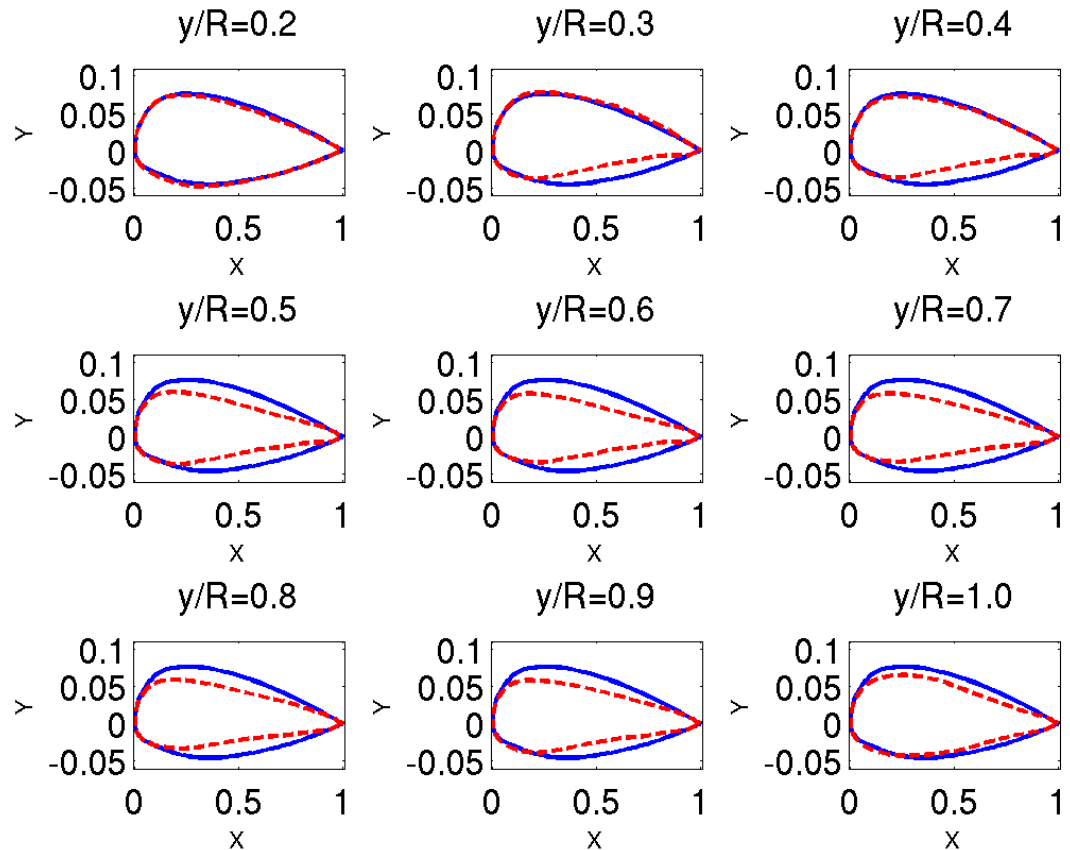 y/R=0.2 y/R=0.3 y/R=0.4
0.1 0.1 0.1
0.05 0.05 0.05
Y 0 Y 0 Y 0
-0.05 -0.05 -0.05
0 0.5 1 0 0.5 1 0 0.5 1
X X X
y/R=0.5 y/R=0.6 y/R=0.7
0.1 0.1 0.1
0.05 0.05 0.05
Y 0 Y 0 Y 0
-0.05 -0.05 -0.05
0 0.5 1 0 0.5 1 0 0.5 1
X X X
y/R=0.8 y/R=0.9 y/R=1.0
0.1 0.1 0.1
0.05 0.05 0.05
Y 0 Y 0 Y 0
-0.05 -0.05 -0.05
0 0.5 1 0 0.5 1 0 0.5 1
X X X